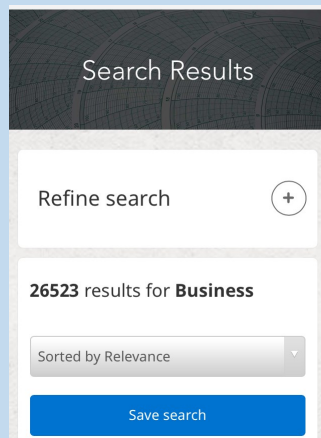 Search Results
Refine search
26523 results for Business
Sorted by Relevance
Save search